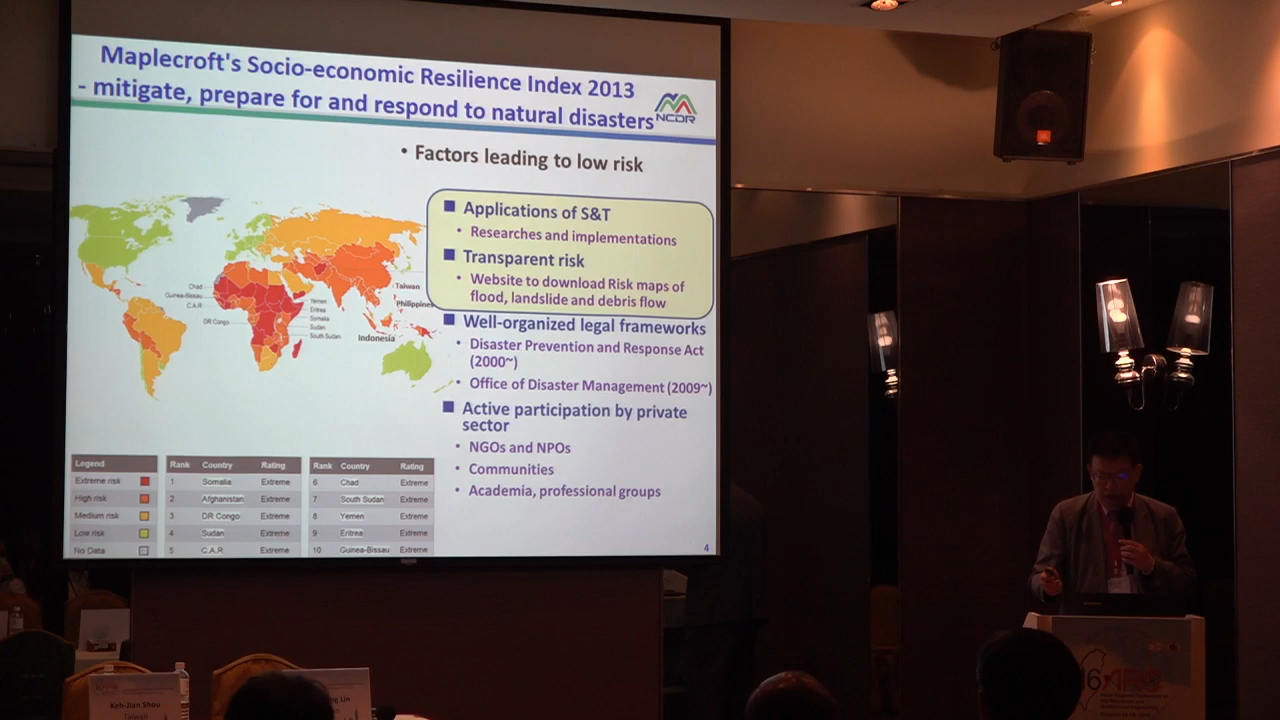 Maplecroft's Socio-economic Resilience Index 2013
- mitigate, prepare for and respond to natural disasters
NCDR
• Factors leading to low risk
Applications of S&T
• Researches and implementations
Transparent risk
• Website to download Risk maps of
flood, landslide and debris flow
Well-organized legal frameworks
• Disaster Prevention and Response Act
(2000~)
• Office of Disaster Management (2009~)
Active participation by private
sector
• NGOs and NPOs
• Communities
• Academia, professional groups
4
Chad
Guinea-Bissau
C.A.R
DR Congo
Yemen
Eritrea
Somalia
Sudan
South Sudan
Taiwan
Philippines
Indonesia
Legend
Extreme risk
High risk
Medium risk
Low risk
No Data
Rank Country Rating
1 Somalia Extreme
2 Afghanistan Extreme
3 DR Congo Extreme
4 Sudan Extreme
5 C.A.R Extreme
Rank Country Rating
6 Chad Extreme
7 South Sudan Extreme
8 Yemen Extreme
9 Eritrea Extreme
10 Guinea-Bissau Extreme
Keh-Jian Shou
Taiwan
Lin